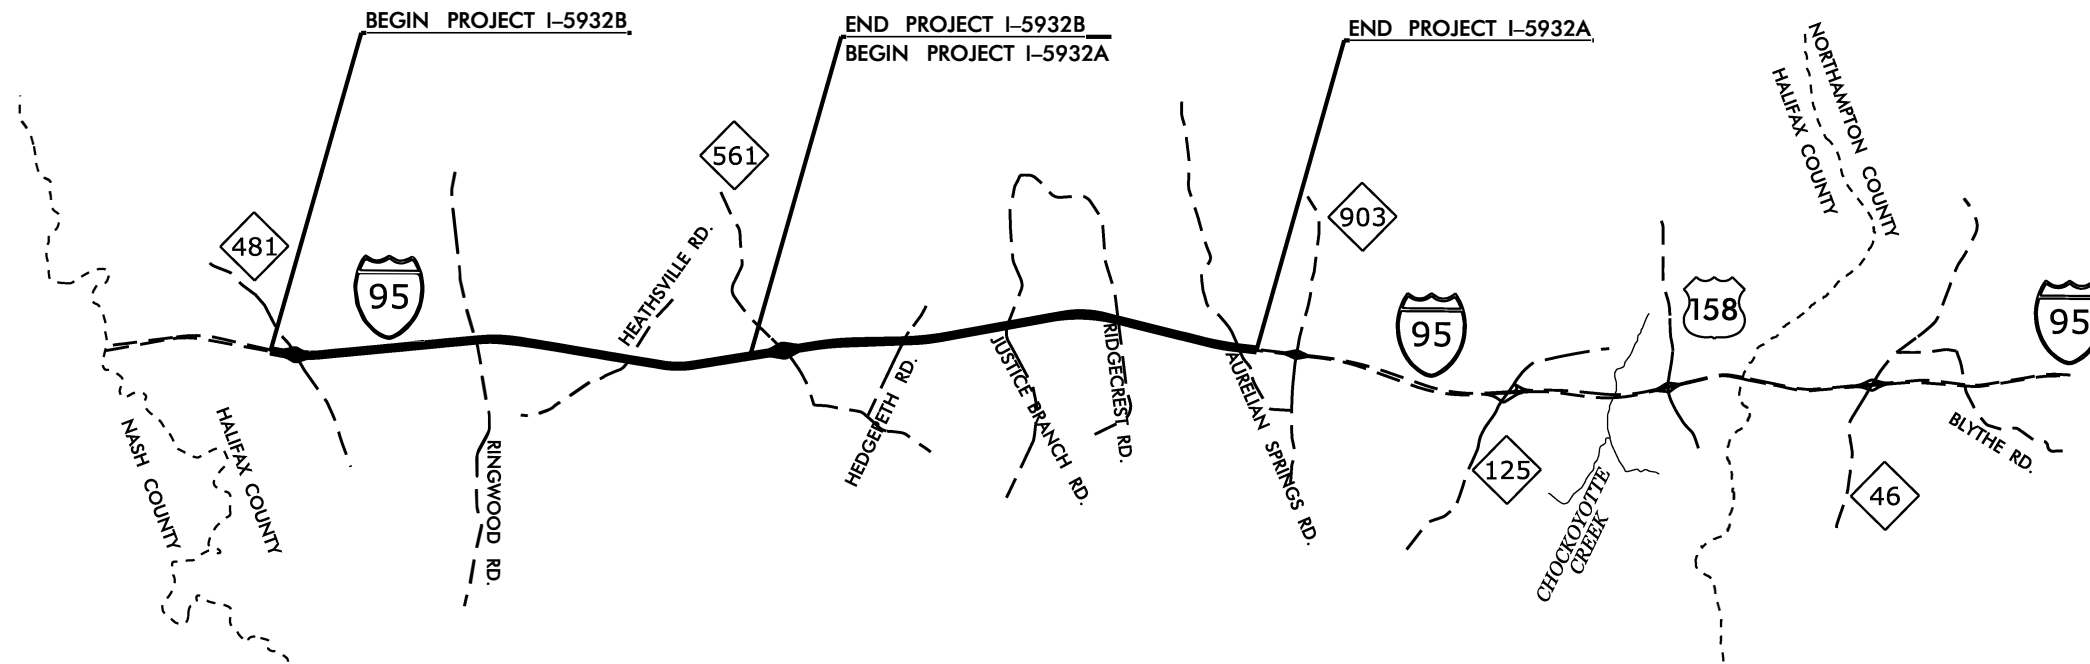 BEGIN PROJECT I–5932B
END PROJECT I–5932B
BEGIN PROJECT I–5932A
END PROJECT I–5932A
NORTHAMPTON COUNTY
HALIFAX COUNTY
561
481
903
95
HEATHSVILLE RD.
95
158
95
JUSTICE BRANCH RD.
RIDGECREST RD.
AURELIAN SPRINGS RD.
HEDGEPETH RD.
HALIFAX COUNTY
NASH COUNTY
RINGWOOD RD.
125
CHOCKOYOTTE
CREEK
46
BLYTHE RD.